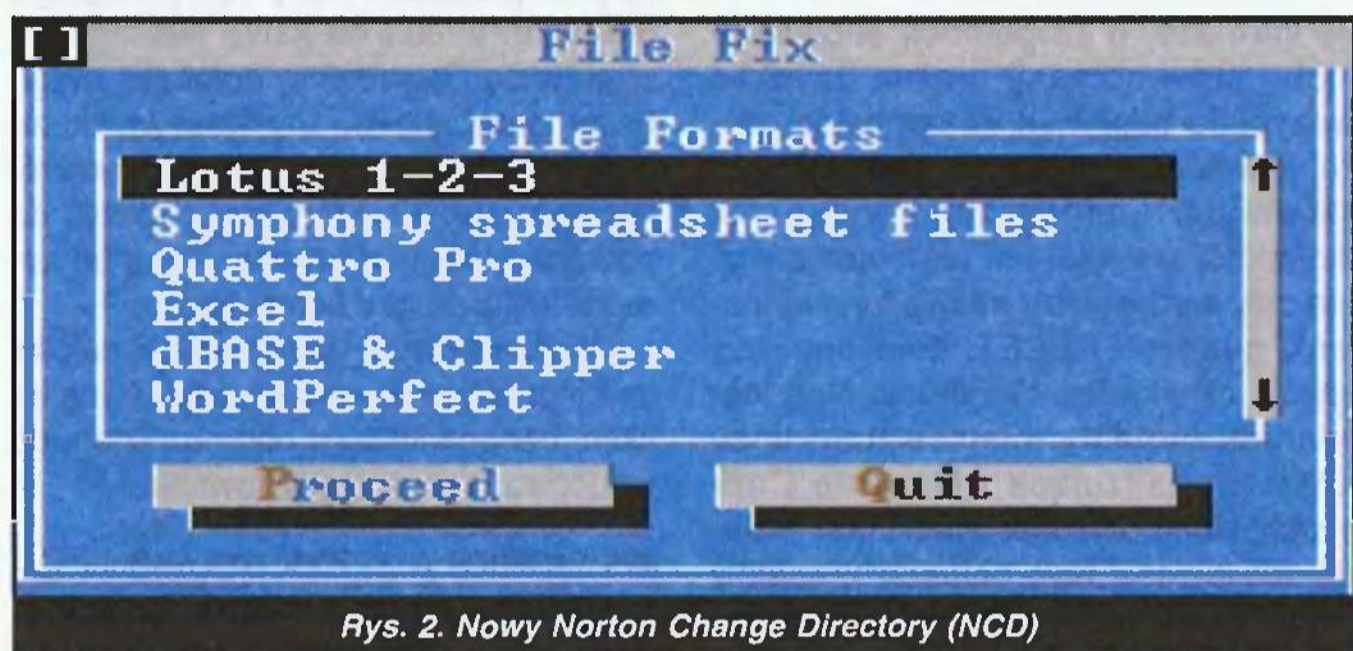 [ ] File Fix
File Formats
Lotus 1-2-3
Symphony spreadsheet files
Quattro Pro
Excel
dBASE & Clipper
WordPerfect
Proceed Quit
Rys. 2. Nowy Norton Change Directory (NCD)